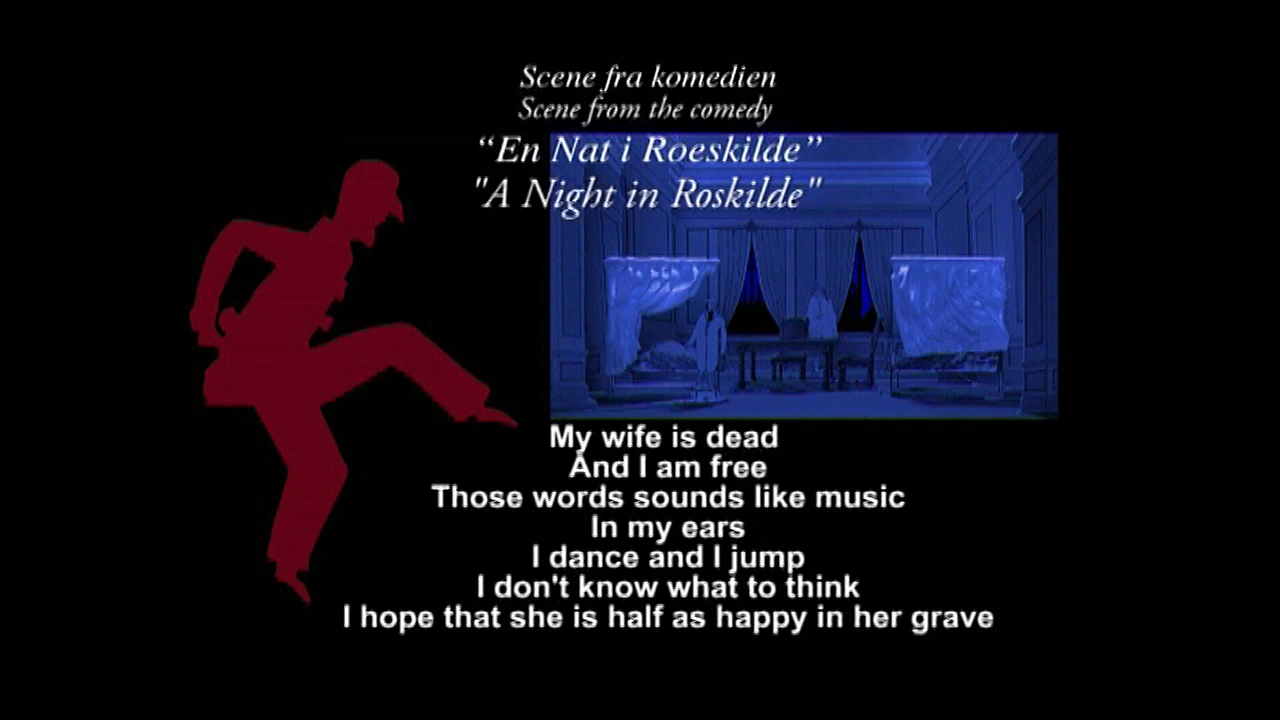 Scene fra komedien
Scene from the comedy
“En Nat i Roeskilde”
"A Night in Roskilde"
My wife is dead
And I am free
Those words sounds like music
In my ears
I dance and I jump
I don't know what to think
I hope that she is half as happy in her grave